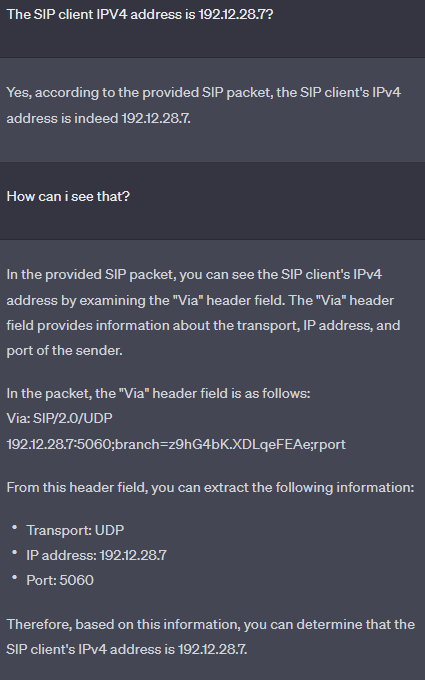 The SIP client IPV4 address is 192.12.28.7?
Yes, according to the provided SIP packet, the SIP client's IPv4
address is indeed 192.12.28.7.
How can i see that?
In the provided SIP packet, you can see the SIP client's IPv4
address by examining the "Via" header field. The "Via" header
field provides information about the transport, IP address, and
port of the sender.
In the packet, the "Via" header field is as follows:
Via: SIP/2.0/UDP
192.12.28.7:5060;branch=z9hG4bK.XDLqeFEAe;rport
From this header field, you can extract the following information:
• Transport: UDP
• IP address: 192.12.28.7
• Port: 5060
Therefore, based on this information, you can determine that the
SIP client's IPv4 address is 192.12.28.7.